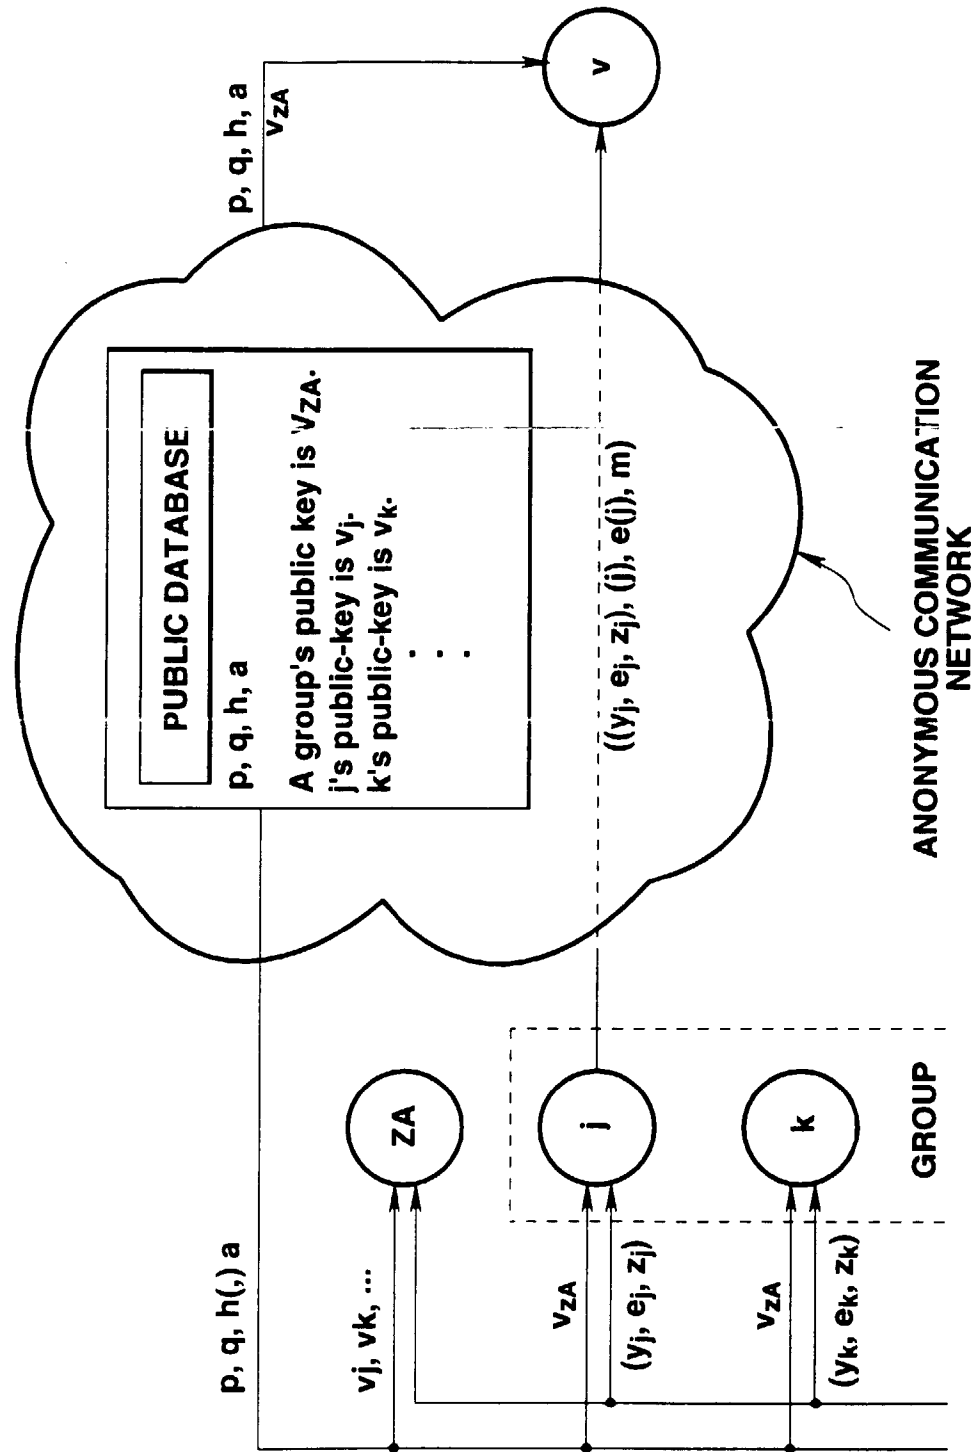 p, q, h(,) a
vj, vk, ...
ZA
vzA
(yj, ej, zj)
j
vzA
(yk, ek, zk)
k
GROUP
PUBLIC DATABASE
p, q, h, a
A group's public key is VZA.
j's public-key is vj.
k's public-key is vk.
. . .
((yj, ej, zj), (j), e(j), m)
p, q, h, a
vZA
v
ANONYMOUS COMMUNICATION
NETWORK